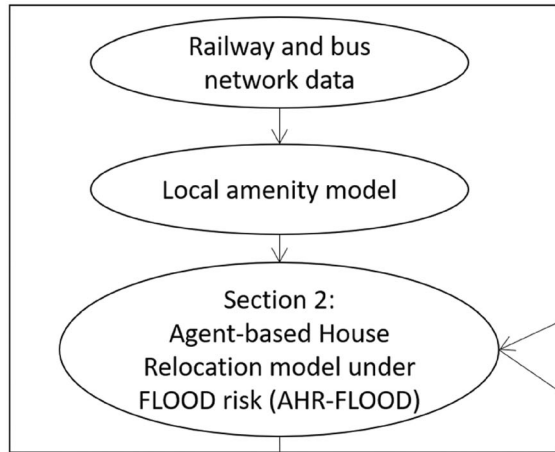 Railway and bus
network data
Local amenity model
Section 2:
Agent-based House
Relocation model under
FLOOD risk (AHR-FLOOD)